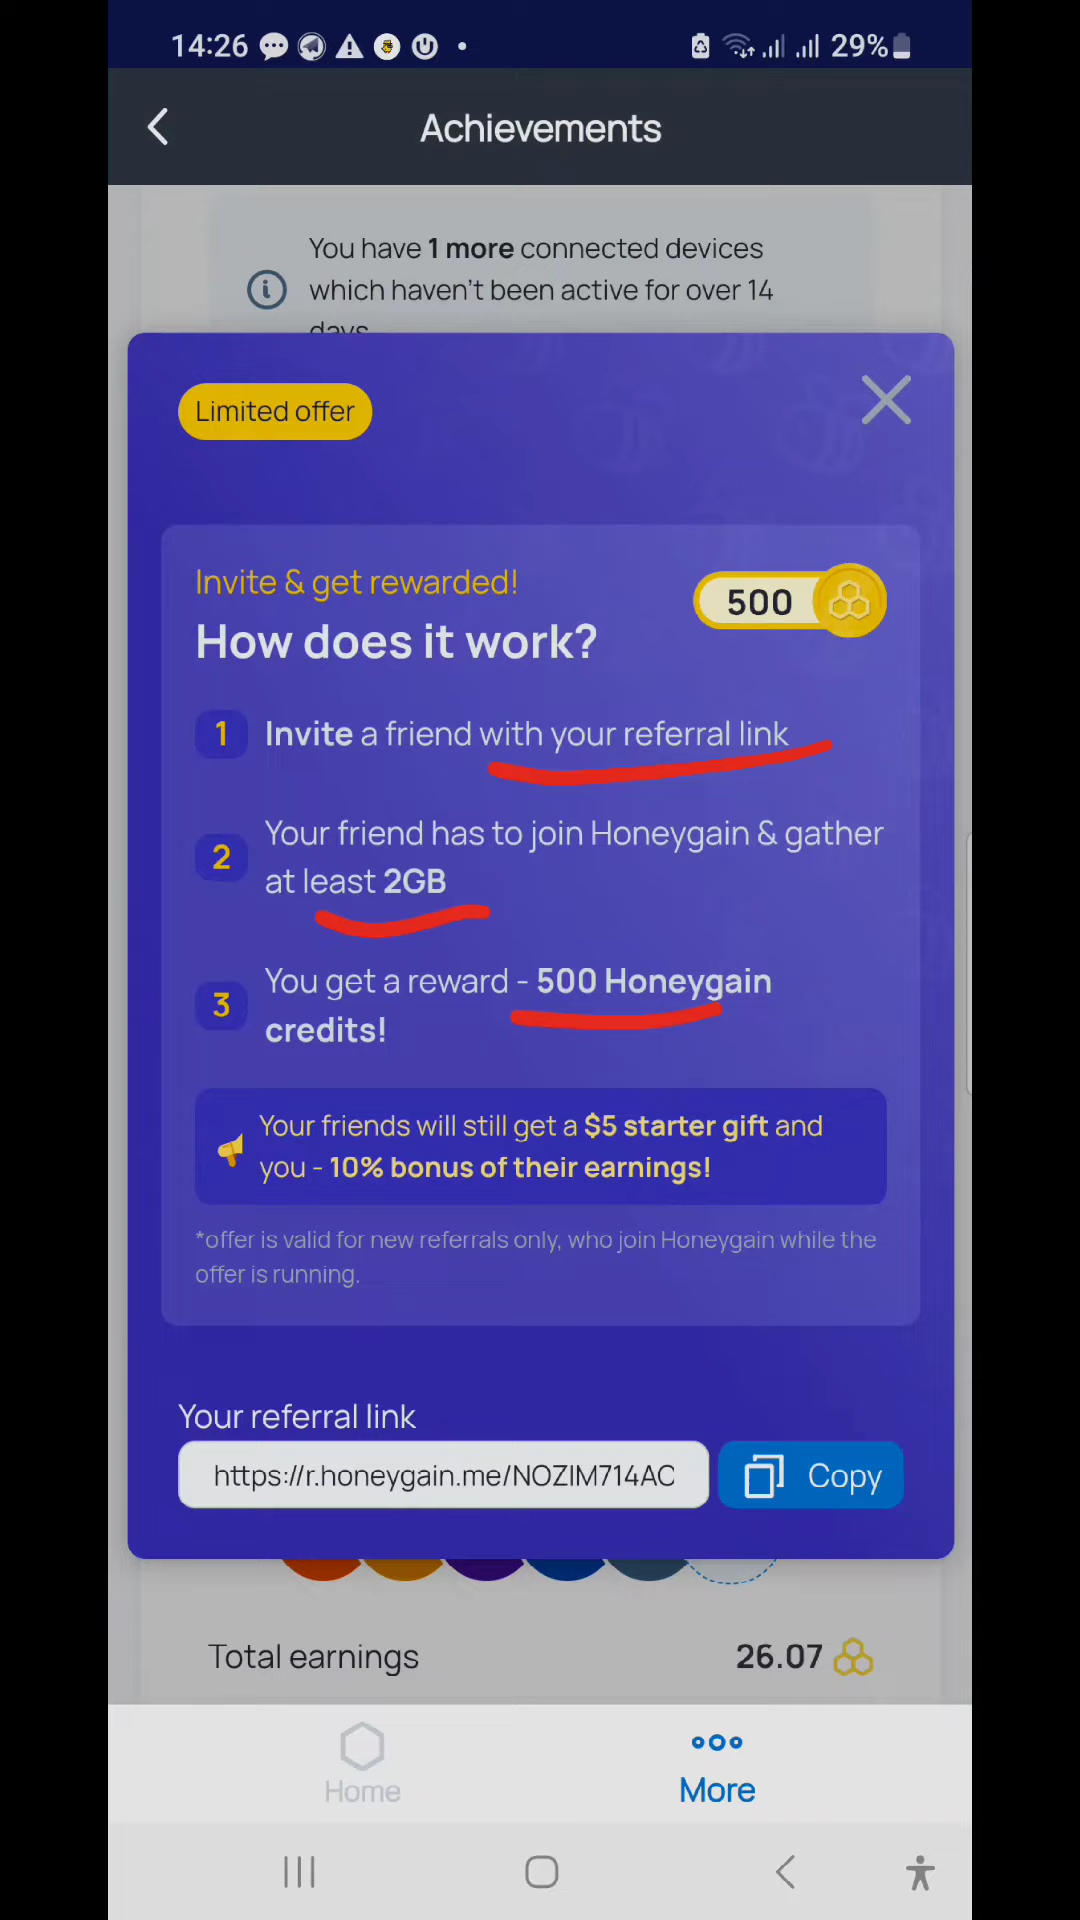 14:26
29%
Achievements
You have 1 more connected devices
which haven't been active for over 14
days
Limited offer
Invite & get rewarded!
500
How does it work?
1 Invite a friend with your referral link
2 Your friend has to join Honeygain & gather
at least 2GB
3 You get a reward - 500 Honeygain
credits!
Your friends will still get a $5 starter gift and
you - 10% bonus of their earnings!
*offer is valid for new referrals only, who join Honeygain while the
offer is running.
Your referral link
https://r.honeygain.me/NOZIM714AC
Copy
Total earnings 26.07
Home
More